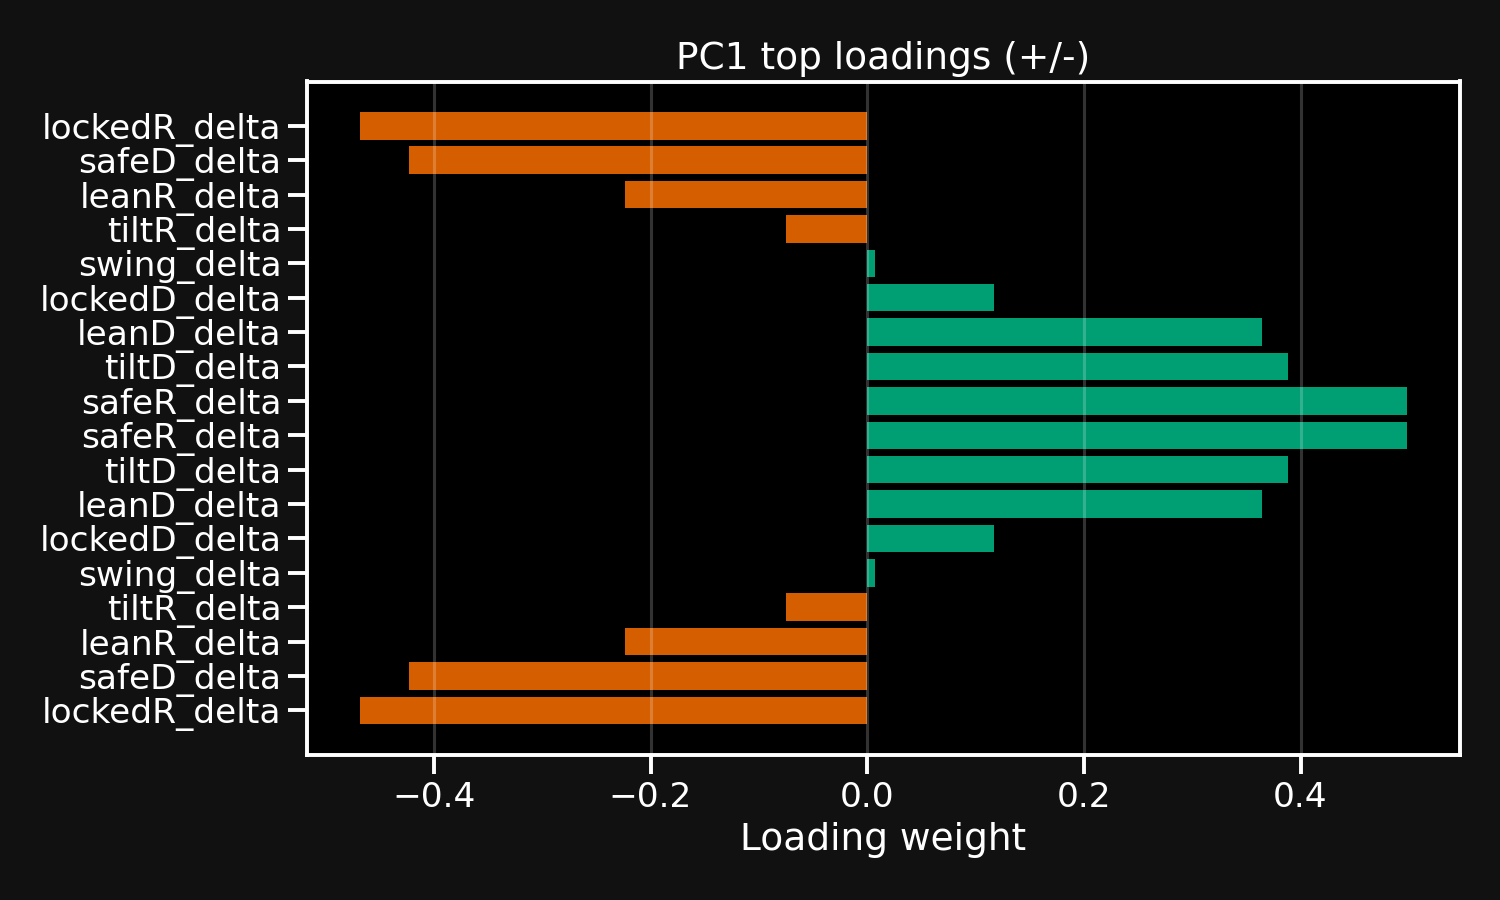 PC1 top loadings (+/-)
lockedR_delta
safeD_delta
leanR_delta
tiltR_delta
swing_delta
lockedD_delta
leanD_delta
tiltD_delta
safeR_delta
safeR_delta
tiltD_delta
leanD_delta
lockedD_delta
swing_delta
tiltR_delta
leanR_delta
safeD_delta
lockedR_delta
−0.4 −0.2 0.0 0.2 0.4
Loading weight